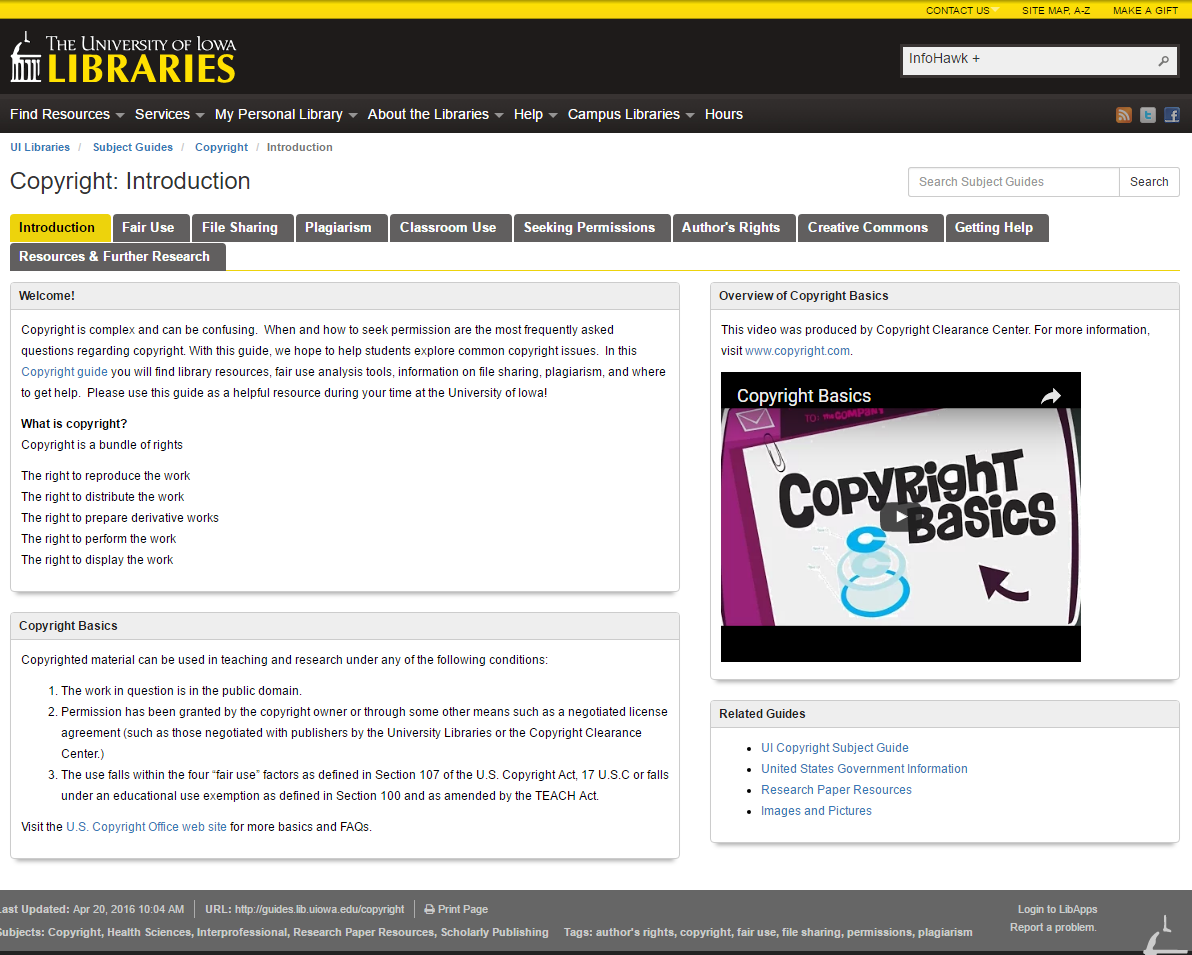 CONTACT US SITE MAP, A-Z MAKE A GIFT
THE UNIVERSITY OF IOWA
LIBRARIES
InfoHawk +
Find Resources Services My Personal Library About the Libraries Help Campus Libraries Hours
UI Libraries / Subject Guides / Copyright / Introduction
Copyright: Introduction
Search Subject Guides Search
Introduction Fair Use File Sharing Plagiarism Classroom Use Seeking Permissions Author's Rights Creative Commons Getting Help
Resources & Further Research
Welcome!
Copyright is complex and can be confusing. When and how to seek permission are the most frequently asked
questions regarding copyright. With this guide, we hope to help students explore common copyright issues. In this
Copyright guide you will find library resources, fair use analysis tools, information on file sharing, plagiarism, and where
to get help. Please use this guide as a helpful resource during your time at the University of Iowa!
What is copyright?
Copyright is a bundle of rights
The right to reproduce the work
The right to distribute the work
The right to prepare derivative works
The right to perform the work
The right to display the work
Copyright Basics
Copyrighted material can be used in teaching and research under any of the following conditions:
1. The work in question is in the public domain.
2. Permission has been granted by the copyright owner or through some other means such as a negotiated license
agreement (such as those negotiated with publishers by the University Libraries or the Copyright Clearance
Center.)
3. The use falls within the four “fair use” factors as defined in Section 107 of the U.S. Copyright Act, 17 U.S.C or falls
under an educational use exemption as defined in Section 100 and as amended by the TEACH Act.
Visit the U.S. Copyright Office web site for more basics and FAQs.
Overview of Copyright Basics
This video was produced by Copyright Clearance Center. For more information,
visit www.copyright.com.
Copyright Basics
TO: THE COMPANY
COPYRIGHT
BASICS
Related Guides
UI Copyright Subject Guide
United States Government Information
Research Paper Resources
Images and Pictures
ast Updated: Apr 20, 2016 10:04 AM URL: http://guides.lib.uiowa.edu/copyright Print Page
ubjects: Copyright, Health Sciences, Interprofessional, Research Paper Resources, Scholarly Publishing Tags: author's rights, copyright, fair use, file sharing, permissions, plagiarism
Login to LibApps
Report a problem.